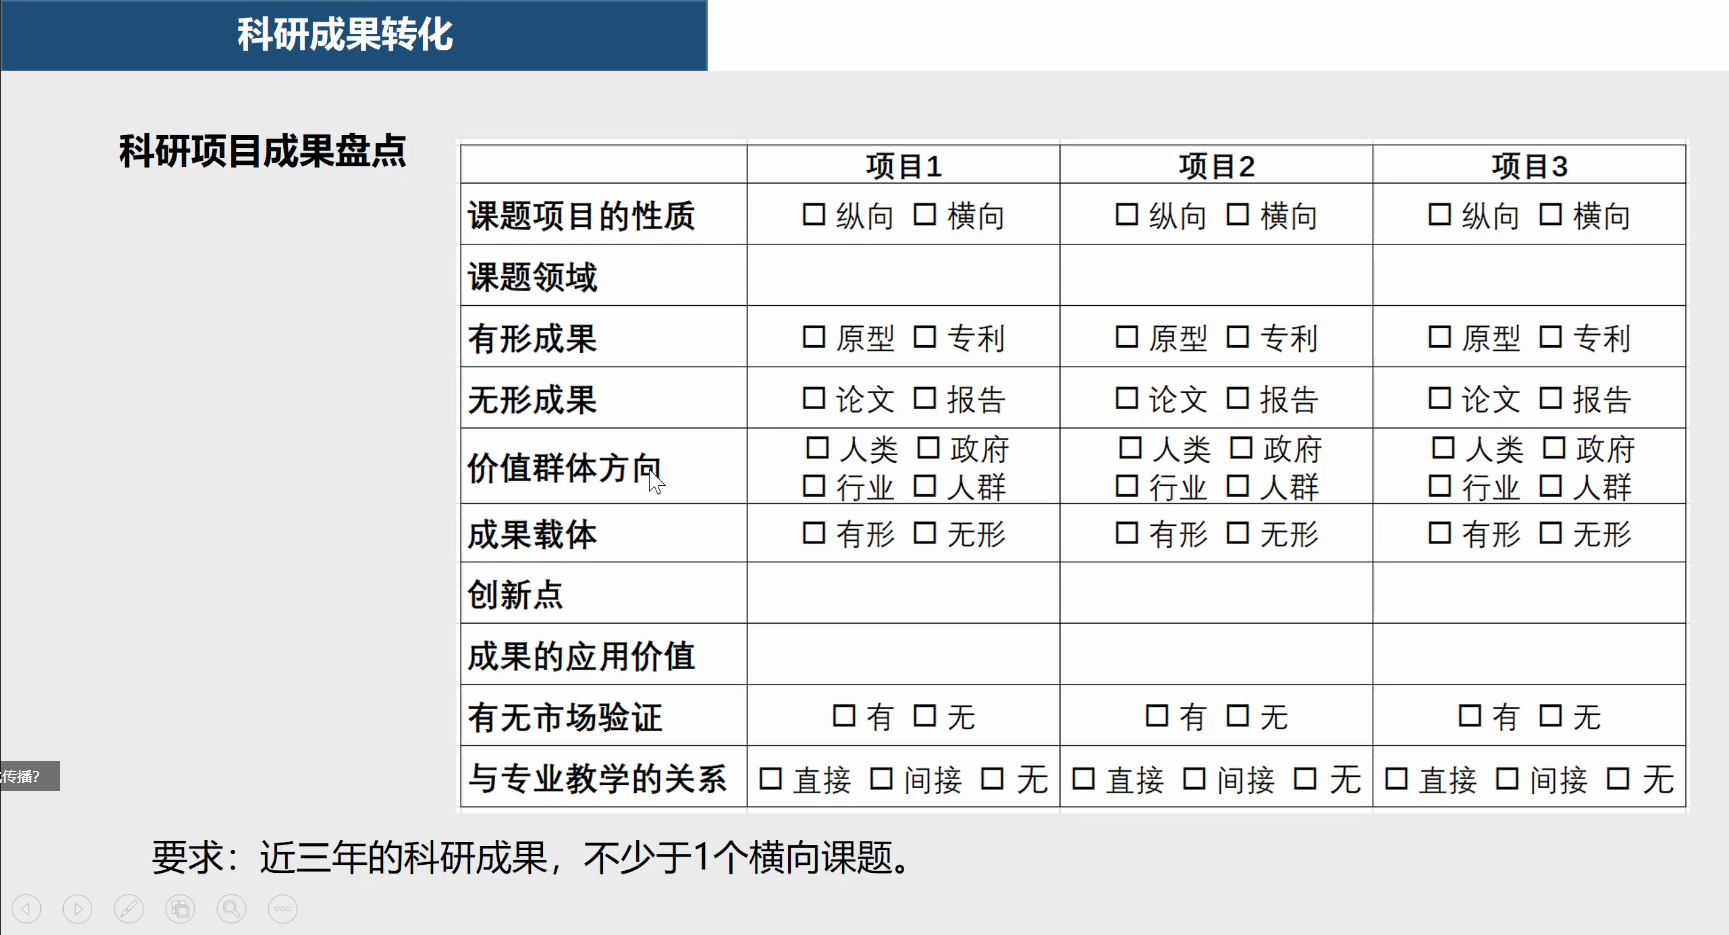 科研成果转化
科研项目成果盘点
项目1 项目2 项目3
课题项目的性质 □ 纵向 □ 横向 □ 纵向 □ 横向 □ 纵向 □ 横向
课题领域
有形成果 □ 原型 □ 专利 □ 原型 □ 专利 □ 原型 □ 专利
无形成果 □ 论文 □ 报告 □ 论文 □ 报告 □ 论文 □ 报告
价值群体方向 □ 人类 □ 政府 □ 人类 □ 政府 □ 人类 □ 政府
□ 行业 □ 人群 □ 行业 □ 人群 □ 行业 □ 人群
成果载体 □ 有形 □ 无形 □ 有形 □ 无形 □ 有形 □ 无形
创新点
成果的应用价值
有无市场验证 □ 有 □ 无 □ 有 □ 无 □ 有 □ 无
与专业教学的关系 □ 直接 □ 间接 □ 无 □ 直接 □ 间接 □ 无 □ 直接 □ 间接 □ 无
传播?
要求：近三年的科研成果，不少于1个横向课题。